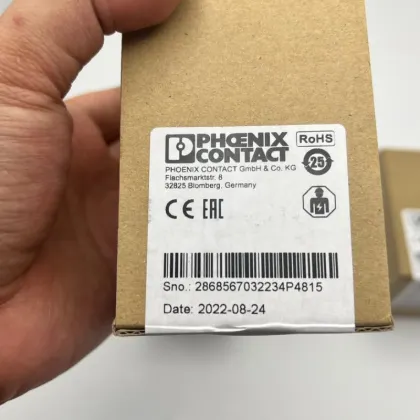 PHŒNIX
CONTACT
RoHS
25
PHOENIX CONTACT GmbH & Co. KG
Flachsmarktstr. 8
32825 Blomberg, Germany
CE EAC
Sno.: 2868567032234P4815
Date: 2022-08-24